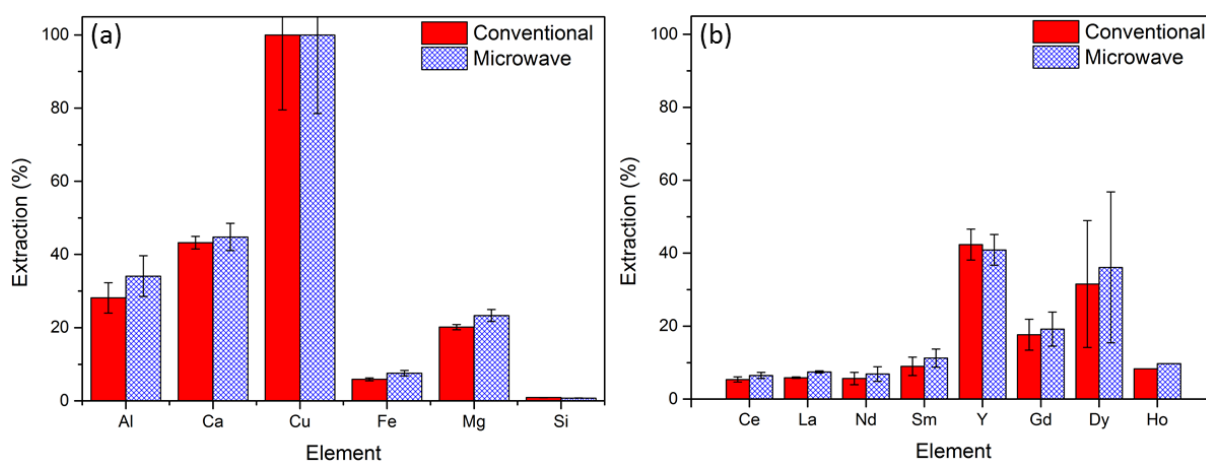 (a)
Conventional
Microwave
Extraction (%)
100
80
60
40
20
0
Al Ca Cu Fe Mg Si
Element
(b)
Conventional
Microwave
Extraction (%)
100
80
60
40
20
0
Ce La Nd Sm Y Gd Dy Ho
Element